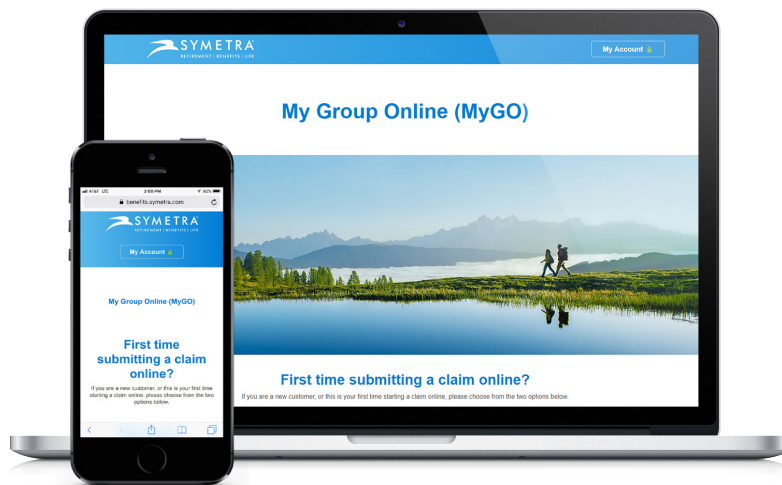 SYMETRA
RETIREMENT | BENEFITS | LIFE
My Account
My Group Online (MyGO)
First time submitting a claim online?
If you are a new customer, or this is your first time starting a claim online, please choose from the two options below.
AT&T LTE 2:00 PM 92%
benefits.symetra.com
SYMETRA
RETIREMENT | BENEFITS | LIFE
My Account
My Group Online (MyGO)
First time
submitting a claim
online?
If you are a new customer, or this is your first time
starting a claim online, please choose from the two
options below.